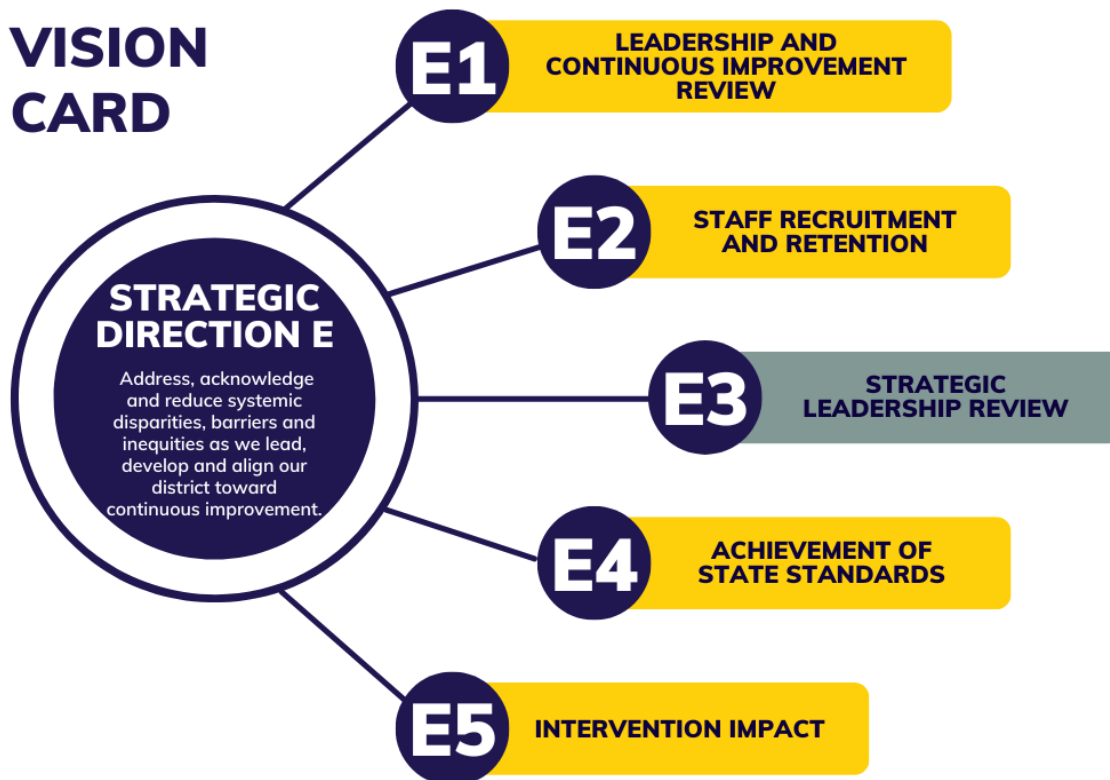 VISION
CARD
E1
LEADERSHIP AND
CONTINUOUS IMPROVEMENT
REVIEW
E2
STAFF RECRUITMENT
AND RETENTION
STRATEGIC
DIRECTION E
Address, acknowledge
and reduce systemic
disparities, barriers and
inequities as we lead,
develop and align our
district toward
continuous improvement.
E3
STRATEGIC
LEADERSHIP REVIEW
E4
ACHIEVEMENT OF
STATE STANDARDS
E5
INTERVENTION IMPACT